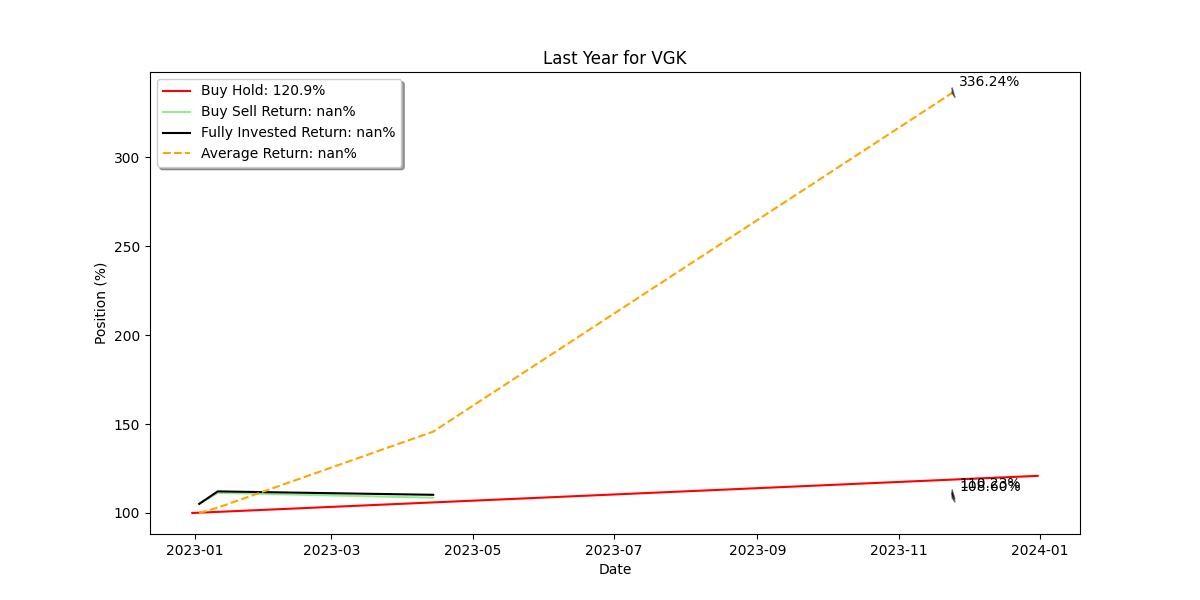 Last Year for VGK
336.24%
Buy Hold: 120.9%
Buy Sell Return: nan%
Fully Invested Return: nan%
Average Return: nan%
300
250
200
150
100
Position (%)
110.23%
108.60%
2023-01
2023-03
2023-05
2023-07
2023-09
2023-11
2024-01
Date